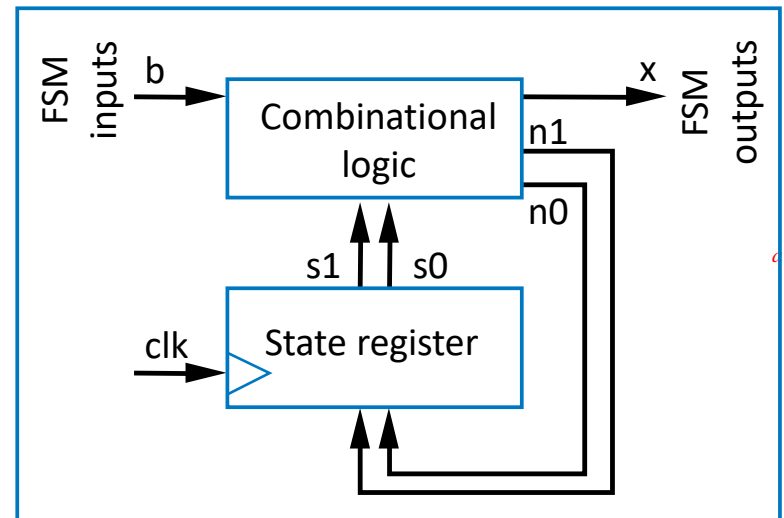 FSM
inputs
b
Combinational
logic
x
FSM
outputs
n1
n0
s1
s0
clk
State register